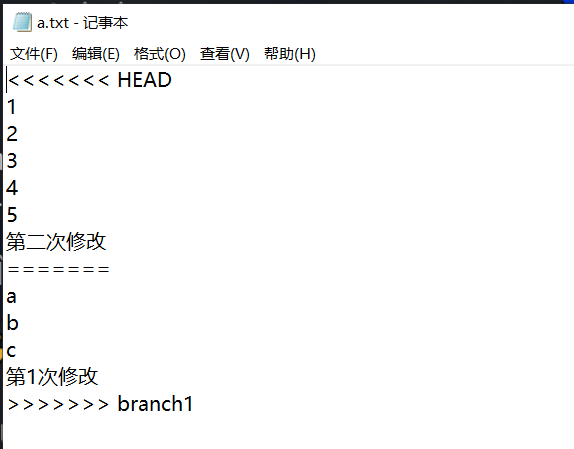 a.txt - 记事本
文件(F) 编辑(E) 格式(O) 查看(V) 帮助(H)
<<<<<<< HEAD
1
2
3
4
5
第二次修改
=======
a
b
c
第1次修改
>>>>>>> branch1